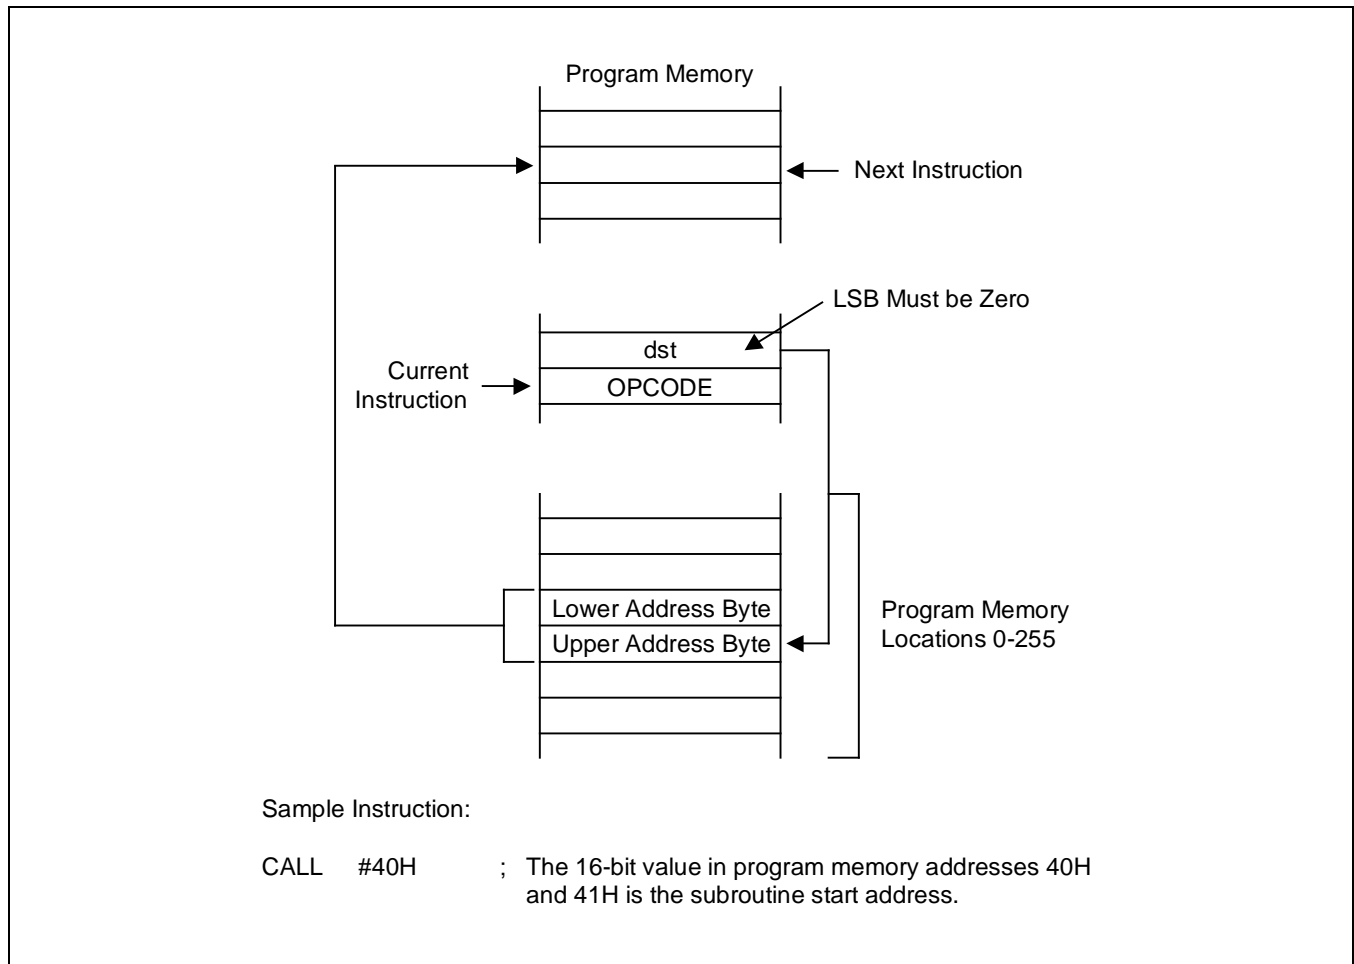 Program Memory
Next Instruction
LSB Must be Zero
dst
Current
Instruction
OPCODE
Lower Address Byte
Upper Address Byte
Program Memory
Locations 0-255
Sample Instruction:
CALL #40H ; The 16-bit value in program memory addresses 40H
and 41H is the subroutine start address.